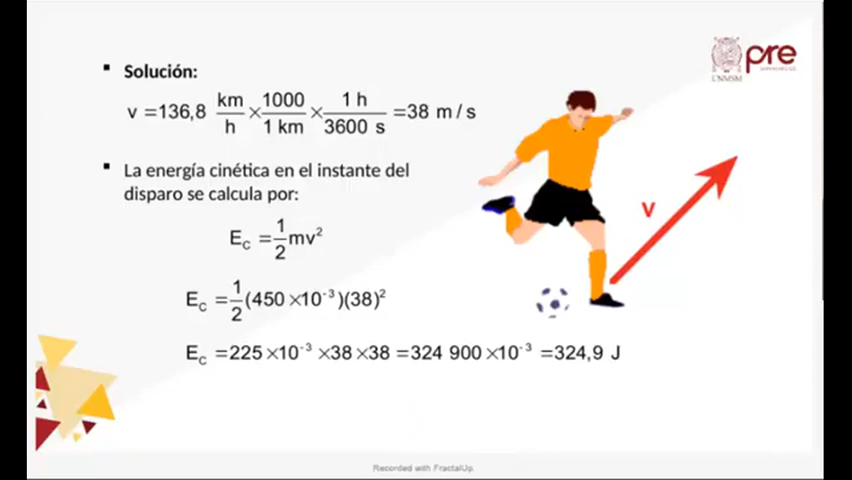 Solución:
v =136,8 km/h × 1000/1 km × 1 h/3600 s =38 m/s
La energía cinética en el instante del
disparo se calcula por:
E_C = 1/2 mv²
E_C = 1/2 (450 ×10⁻³)(38)²
E_C =225 ×10⁻³ ×38 ×38 =324 900 ×10⁻³ =324,9 J
v
pre
UNMSM
Recorded with FractalUp.